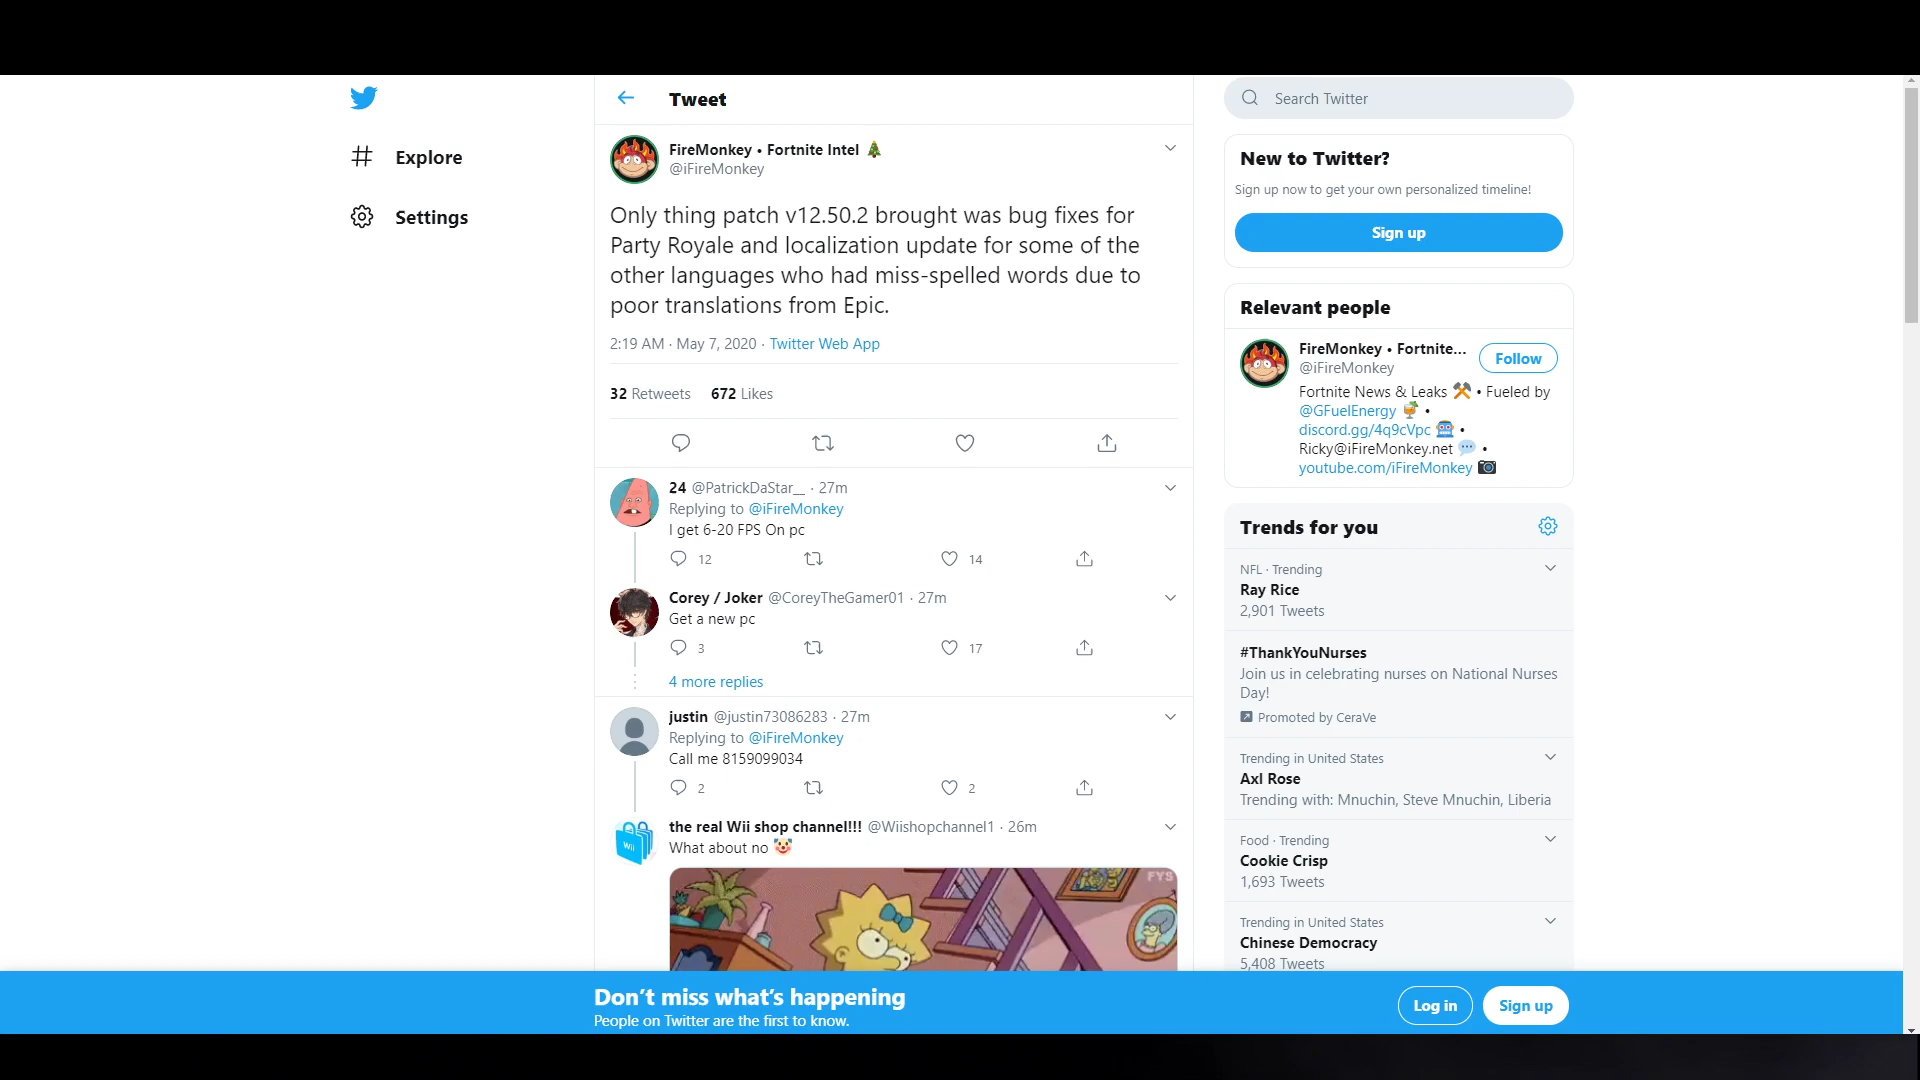 Tweet
Search Twitter
Explore
Settings
FireMonkey • Fortnite Intel 🎄
@iFireMonkey
Only thing patch v12.50.2 brought was bug fixes for
Party Royale and localization update for some of the
other languages who had miss-spelled words due to
poor translations from Epic.
2:19 AM · May 7, 2020 · Twitter Web App
32 Retweets 672 Likes
24 @PatrickDaStar__ · 27m
Replying to @iFireMonkey
I get 6-20 FPS On pc
12 14
Corey / Joker @CoreyTheGamer01 · 27m
Get a new pc
3 17
4 more replies
justin @justin73086283 · 27m
Replying to @iFireMonkey
Call me 8159099034
2 2
the real Wii shop channel!!! @Wiishopchannel1 · 26m
What about no 🤡
Wii
FYS
New to Twitter?
Sign up now to get your own personalized timeline!
Sign up
Relevant people
FireMonkey • Fortnite...
@iFireMonkey
Follow
Fortnite News & Leaks ⚒ • Fueled by
@GFuelEnergy 🍹 •
discord.gg/4q9cVpc 🤖 •
Ricky@iFireMonkey.net 💬 •
youtube.com/iFireMonkey 📷
Trends for you
NFL · Trending
Ray Rice
2,901 Tweets
#ThankYouNurses
Join us in celebrating nurses on National Nurses
Day!
Promoted by CeraVe
Trending in United States
Axl Rose
Trending with: Mnuchin, Steve Mnuchin, Liberia
Food · Trending
Cookie Crisp
1,693 Tweets
Trending in United States
Chinese Democracy
5,408 Tweets
Don't miss what's happening
People on Twitter are the first to know.
Log in
Sign up